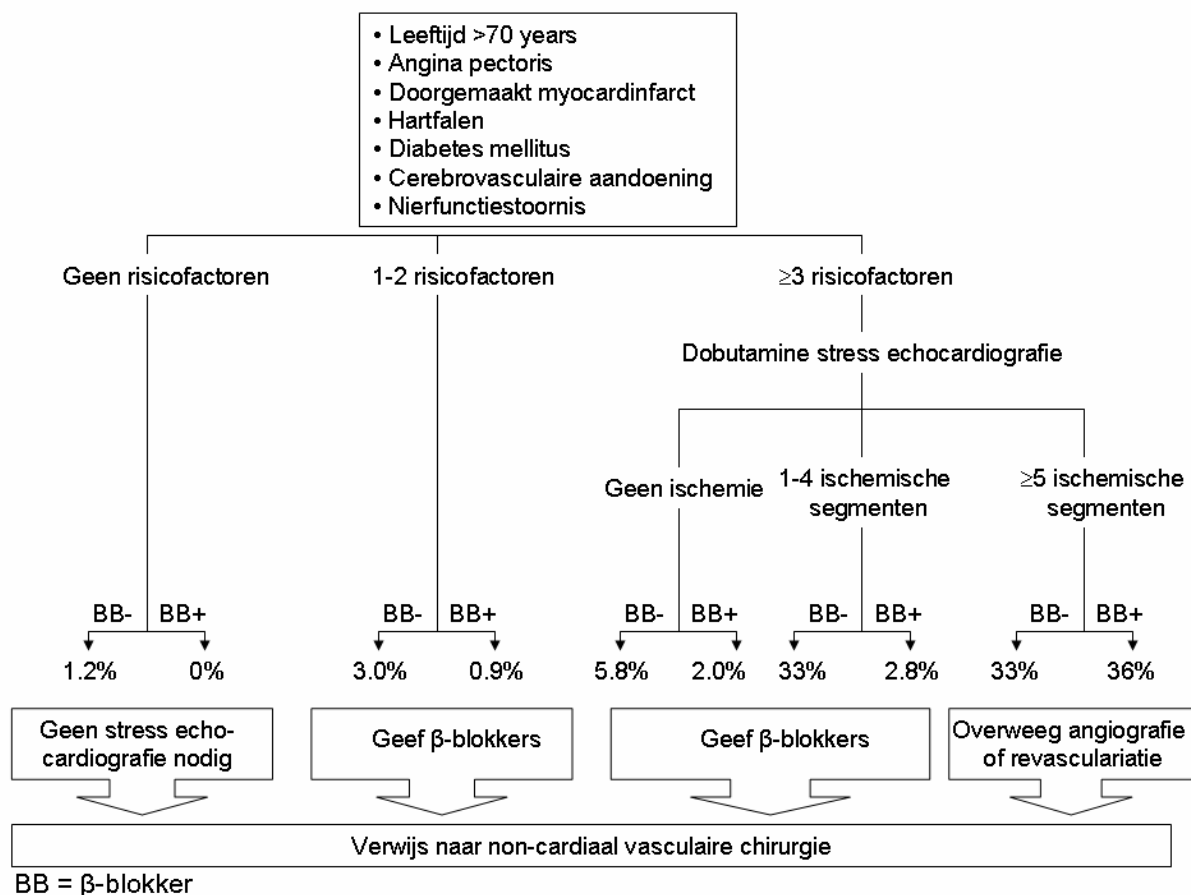 • Leeftijd >70 years
• Angina pectoris
• Doorgemaakt myocardinfarct
• Hartfalen
• Diabetes mellitus
• Cerebrovasculaire aandoening
• Nierfunctiestoornis
Geen risicofactoren
1-2 risicofactoren
≥3 risicofactoren
Dobutamine stress echocardiografie
Geen ischemie
1-4 ischemische
segmenten
≥5 ischemische
segmenten
BB- BB+ BB- BB+ BB- BB+ BB- BB+ BB- BB+
1.2% 0% 3.0% 0.9% 5.8% 2.0% 33% 2.8% 33% 36%
Geen stress echo-
cardiografie nodig
Geef β-blokkers
Geef β-blokkers
Overweeg angiografie
of revasculariatie
Verwijs naar non-cardiaal vasculaire chirurgie
BB = β-blokker